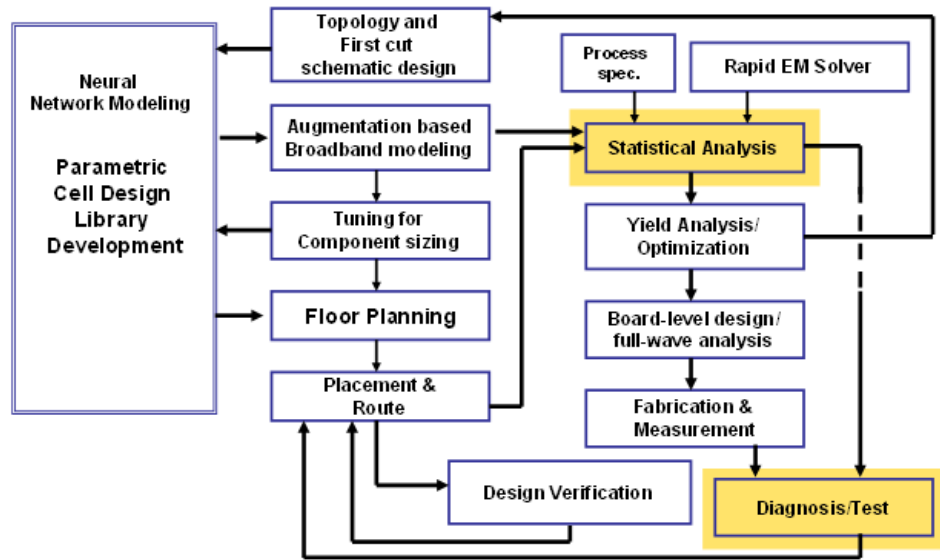 Neural
Network Modeling
Parametric
Cell Design
Library
Development
Topology and
First cut
schematic design
Augmentation based
Broadband modeling
Tuning for
Component sizing
Floor Planning
Placement &
Route
Design Verification
Process
spec.
Rapid EM Solver
Statistical Analysis
Yield Analysis/
Optimization
Board-level design/
full-wave analysis
Fabrication &
Measurement
Diagnosis/Test